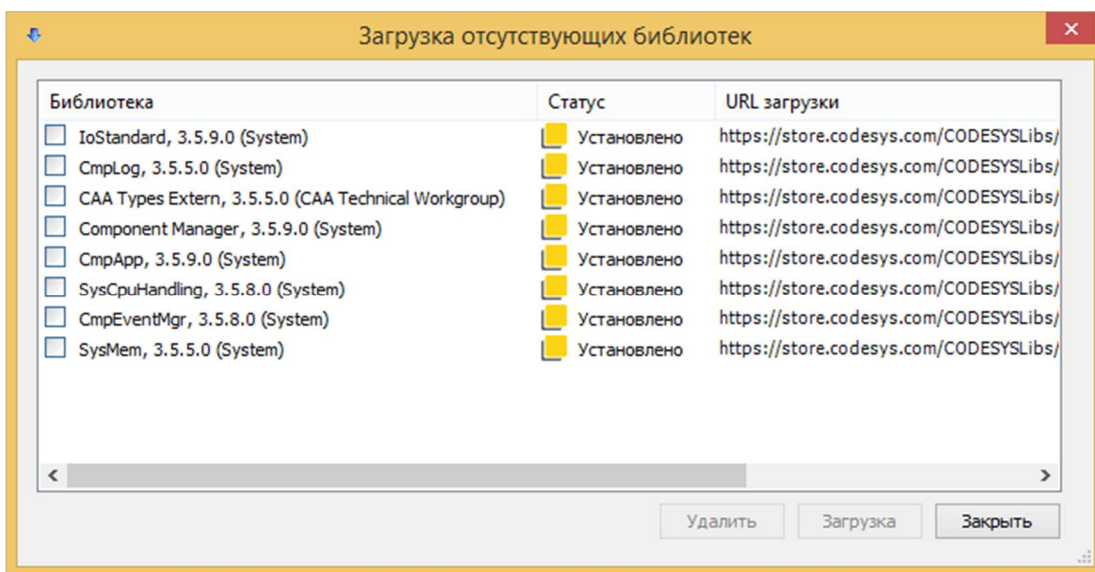 Загрузка отсутствующих библиотек
Библиотека Статус URL загрузки
IoStandard, 3.5.9.0 (System) Установлено https://store.codesys.com/CODESYSLibs/
CmpLog, 3.5.5.0 (System) Установлено https://store.codesys.com/CODESYSLibs/
CAA Types Extern, 3.5.5.0 (CAA Technical Workgroup) Установлено https://store.codesys.com/CODESYSLibs/
Component Manager, 3.5.9.0 (System) Установлено https://store.codesys.com/CODESYSLibs/
CmpApp, 3.5.9.0 (System) Установлено https://store.codesys.com/CODESYSLibs/
SysCpuHandling, 3.5.8.0 (System) Установлено https://store.codesys.com/CODESYSLibs/
CmpEventMgr, 3.5.8.0 (System) Установлено https://store.codesys.com/CODESYSLibs/
SysMem, 3.5.5.0 (System) Установлено https://store.codesys.com/CODESYSLibs/
Удалить Загрузка Закрыть